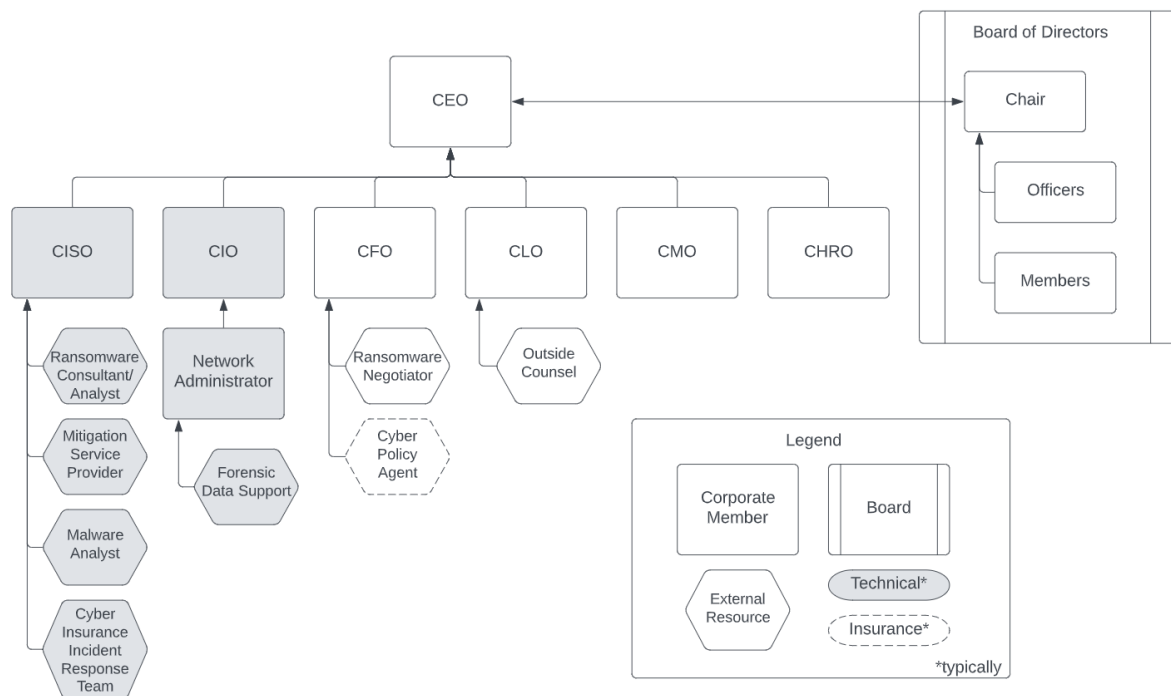 Board of Directors
CEO
Chair
Officers
Members
CISO
CIO
CFO
CLO
CMO
CHRO
Ransomware
Consultant/
Analyst
Network
Administrator
Ransomware
Negotiator
Outside
Counsel
Mitigation
Service
Provider
Forensic
Data Support
Cyber
Policy
Agent
Malware
Analyst
Cyber
Insurance
Incident
Response
Team
Legend
Corporate
Member
Board
External
Resource
Technical*
Insurance*
*typically